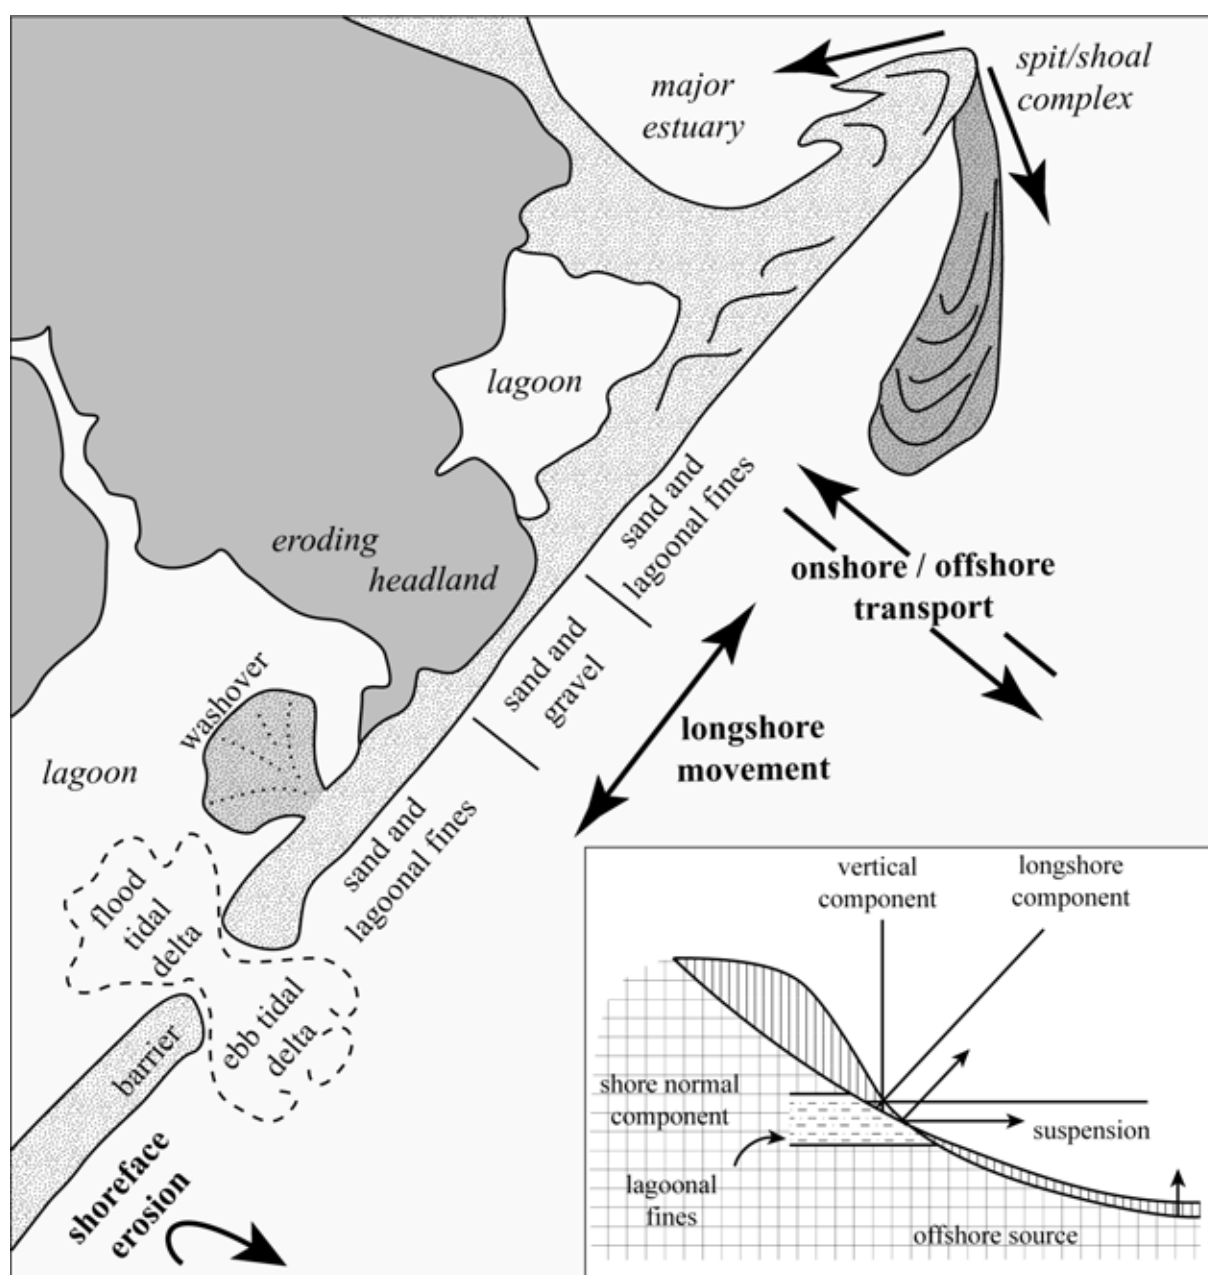 major
estuary
spit/shoal
complex
lagoon
sand and
lagoonal fines
eroding
headland
onshore / offshore
transport
sand and
gravel
longshore
movement
washover
lagoon
sand and
lagoonal fines
flood
tidal
delta
ebb tidal
delta
barrier
shoreface
erosion
vertical
component
longshore
component
shore normal
component
suspension
lagoonal
fines
offshore source